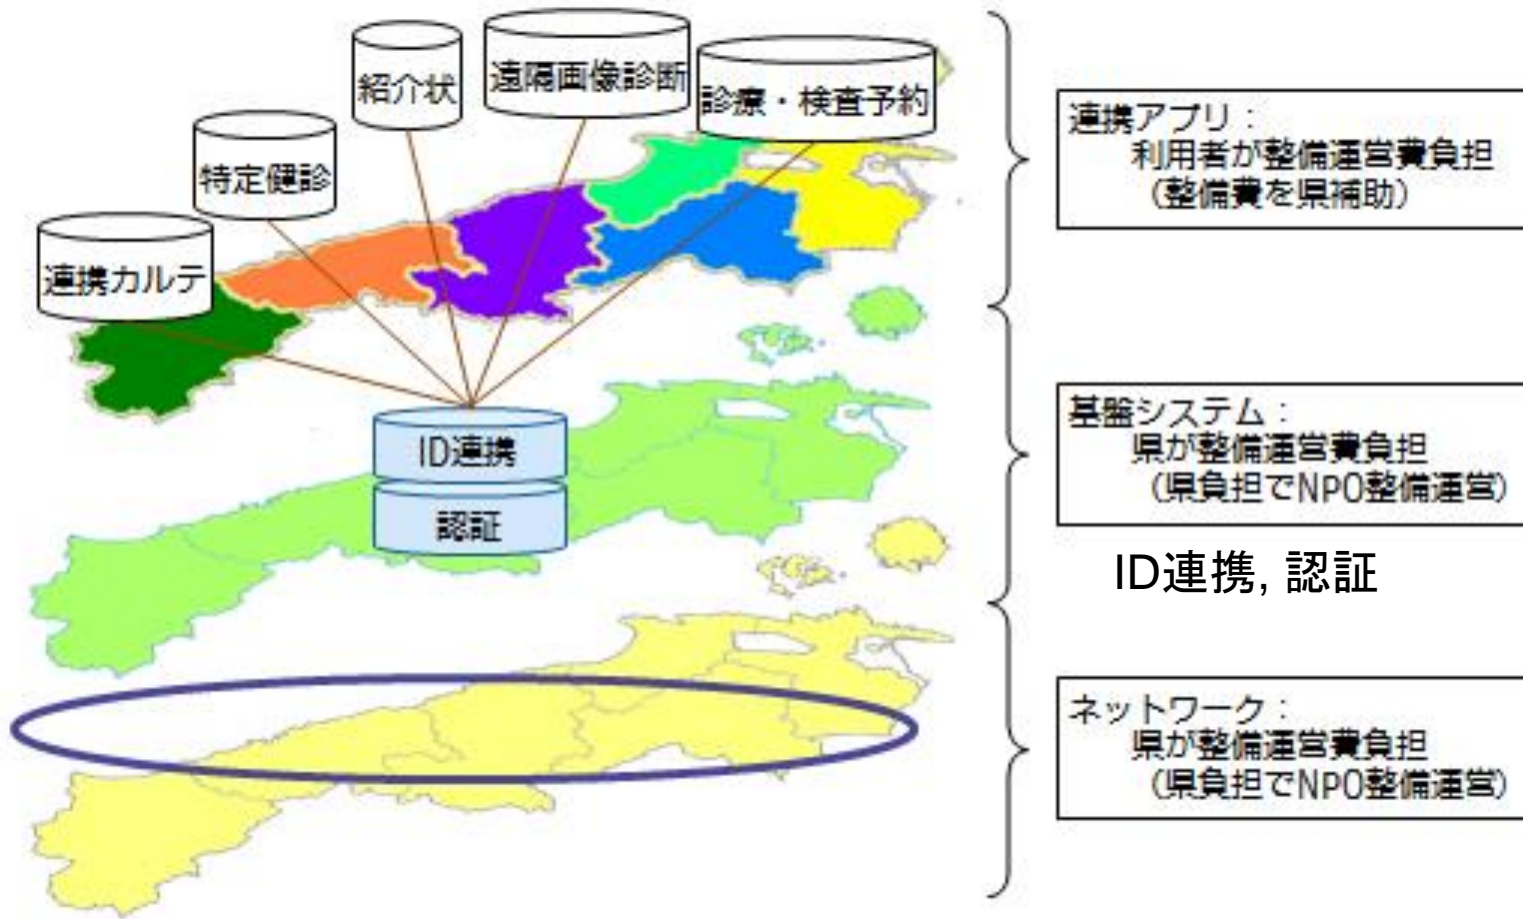 紹介状
遠隔画像診断
診療・検査予約
特定健診
連携カルテ
ID連携
認証
連携アプリ：
利用者が整備運営費負担
（整備費を県補助）
基盤システム：
県が整備運営費負担
（県負担でNPO整備運営）
ID連携, 認証
ネットワーク：
県が整備運営費負担
（県負担でNPO整備運営）